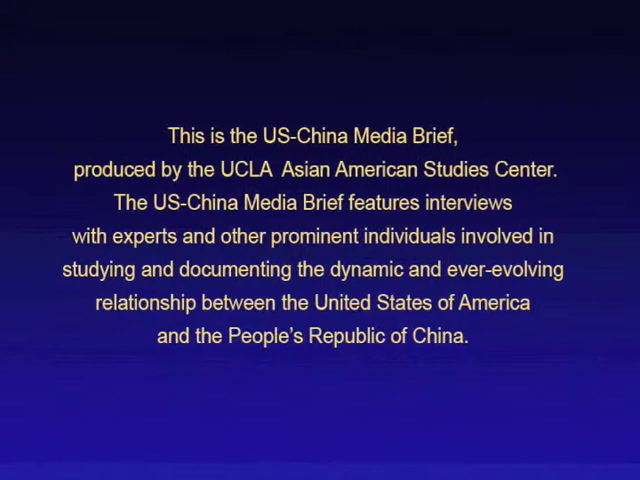 This is the US-China Media Brief,
produced by the UCLA Asian American Studies Center.
The US-China Media Brief features interviews
with experts and other prominent individuals involved in
studying and documenting the dynamic and ever-evolving
relationship between the United States of America
and the People's Republic of China.